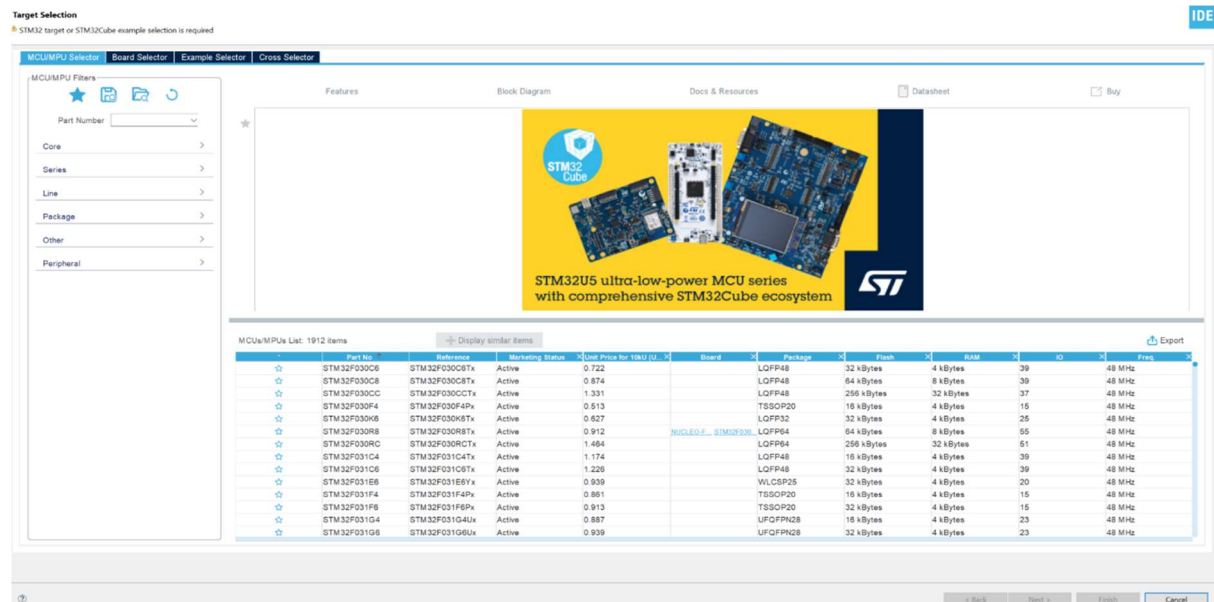 Target Selection
STM32 target or STM32Cube example selection is required
IDE
MCU/MPU Selector Board Selector Example Selector Cross Selector
MCU/MPU Filters
Part Number
Core
Series
Line
Package
Other
Peripheral
Features Block Diagram Docs & Resources Datasheet Buy
STM32
Cube
STM32U5 ultra-low-power MCU series
with comprehensive STM32Cube ecosystem
MCUs/MPUs List: 1912 items Display similar items Export
* Part No Reference Marketing Status Unit Price for 10kU (U... Board Package Flash RAM IO Freq.
STM32F030C6 STM32F030C6Tx Active 0.722 LQFP48 32 kBytes 4 kBytes 39 48 MHz
STM32F030C8 STM32F030C8Tx Active 0.874 LQFP48 64 kBytes 8 kBytes 39 48 MHz
STM32F030CC STM32F030CCTx Active 1.331 LQFP48 256 kBytes 32 kBytes 37 48 MHz
STM32F030F4 STM32F030F4Px Active 0.513 TSSOP20 16 kBytes 4 kBytes 15 48 MHz
STM32F030K6 STM32F030K6Tx Active 0.627 LQFP32 32 kBytes 4 kBytes 25 48 MHz
STM32F030R8 STM32F030R8Tx Active 0.912 NUCLEO-F... STM32F030... LQFP64 64 kBytes 8 kBytes 55 48 MHz
STM32F030RC STM32F030RCTx Active 1.464 LQFP64 256 kBytes 32 kBytes 51 48 MHz
STM32F031C4 STM32F031C4Tx Active 1.174 LQFP48 16 kBytes 4 kBytes 39 48 MHz
STM32F031C6 STM32F031C6Tx Active 1.226 LQFP48 32 kBytes 4 kBytes 39 48 MHz
STM32F031E6 STM32F031E6Yx Active 0.939 WLCSP25 32 kBytes 4 kBytes 20 48 MHz
STM32F031F4 STM32F031F4Px Active 0.861 TSSOP20 16 kBytes 4 kBytes 15 48 MHz
STM32F031F6 STM32F031F6Px Active 0.913 TSSOP20 32 kBytes 4 kBytes 15 48 MHz
STM32F031G4 STM32F031G4Ux Active 0.887 UFQFPN28 16 kBytes 4 kBytes 23 48 MHz
STM32F031G6 STM32F031G6Ux Active 0.939 UFQFPN28 32 kBytes 4 kBytes 23 48 MHz
< Back Next > Finish Cancel